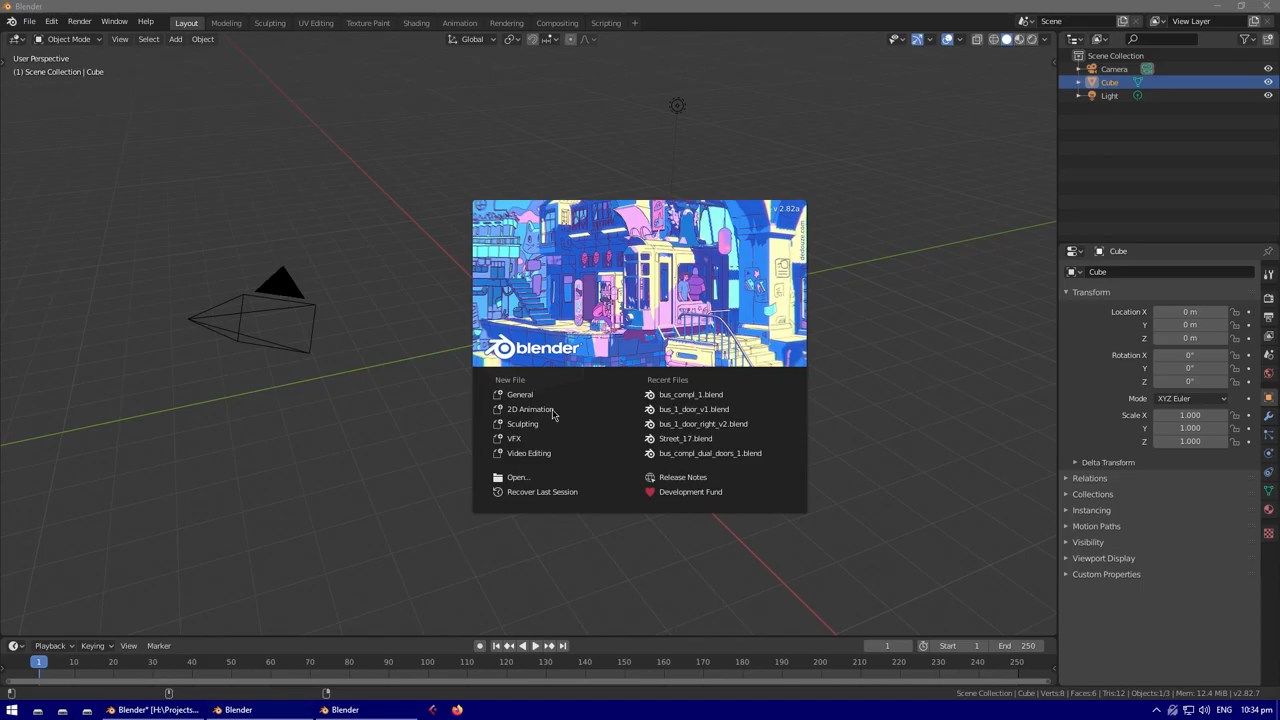 Blender
File Edit Render Window Help Layout Modeling Sculpting UV Editing Texture Paint Shading Animation Rendering Compositing Scripting + Scene View Layer
Object Mode View Select Add Object Global
User Perspective
(1) Scene Collection | Cube
Scene Collection
Camera
Cube
Light
v 2.82a
dedouze.com
blender
New File
General
2D Animation
Sculpting
VFX
Video Editing
Open...
Recover Last Session
Recent Files
bus_compl_1.blend
bus_1_door_v1.blend
bus_1_door_right_v2.blend
Street_17.blend
bus_compl_dual_doors_1.blend
Release Notes
Development Fund
Cube
Cube
Transform
Location X 0 m
Y 0 m
Z 0 m
Rotation X 0°
Y 0°
Z 0°
Mode XYZ Euler
Scale X 1.000
Y 1.000
Z 1.000
Delta Transform
Relations
Collections
Instancing
Motion Paths
Visibility
Viewport Display
Custom Properties
Playback Keying View Marker 1 Start 1 End 250
1 10 20 30 40 50 60 70 80 90 100 110 120 130 140 150 160 170 180 190 200 210 220 230 240 250
Scene Collection | Cube | Verts:8 | Faces:6 | Tris:12 | Objects:1/3 | Mem: 12.4 MiB | v2.82.7
Blender* [H:\Projects... Blender Blender ENG 10:34 pm